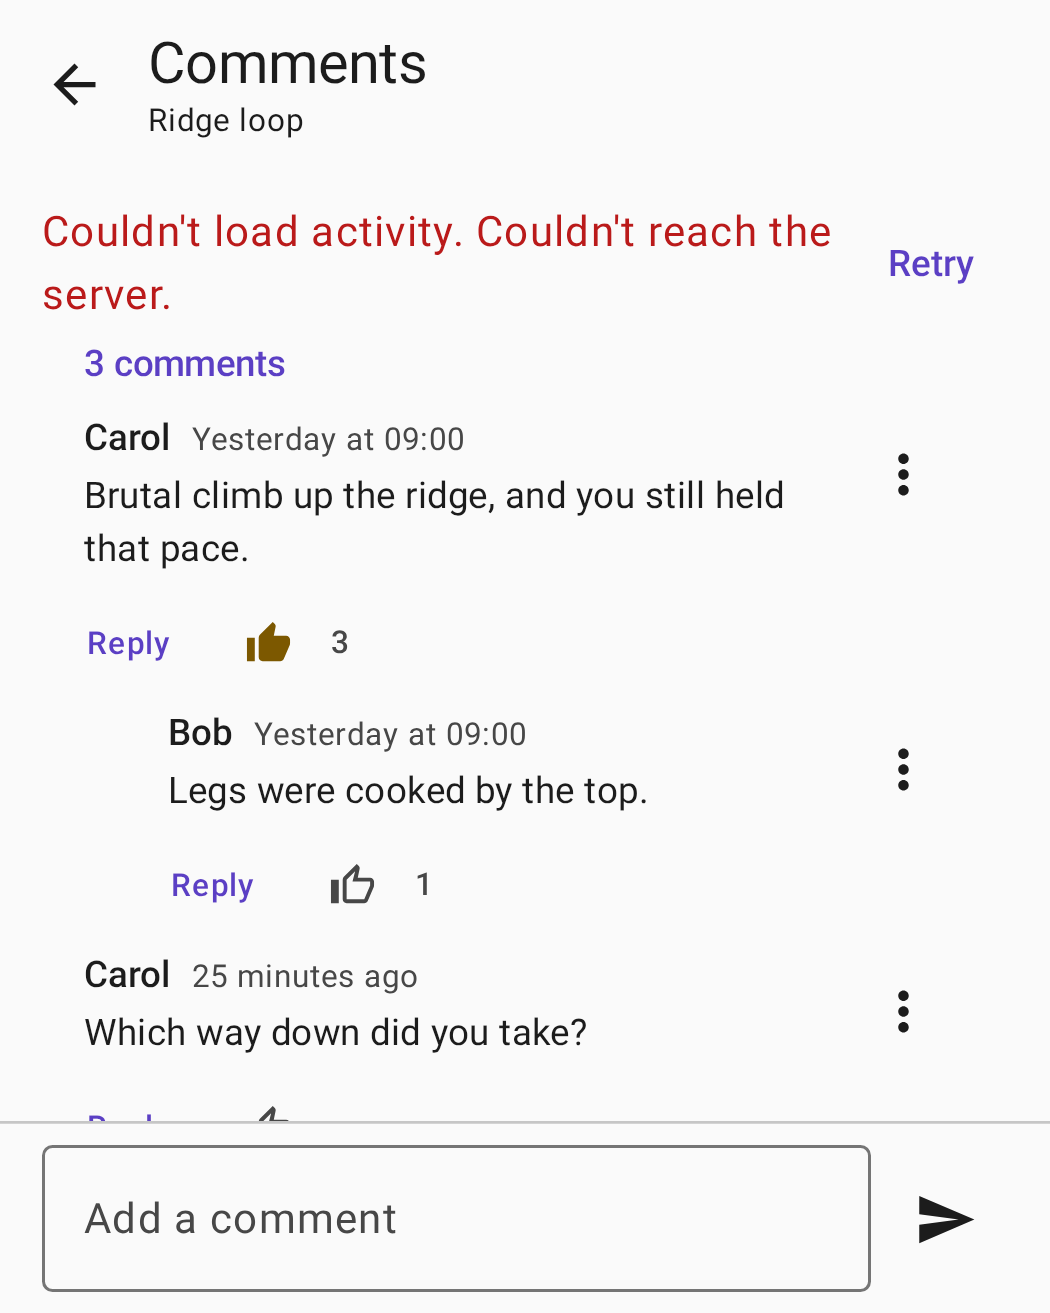 Comments
Ridge loop
Couldn't load activity. Couldn't reach the
server.
Retry
3 comments
Carol Yesterday at 09:00
Brutal climb up the ridge, and you still held
that pace.
Reply 3
Bob Yesterday at 09:00
Legs were cooked by the top.
Reply 1
Carol 25 minutes ago
Which way down did you take?
Add a comment